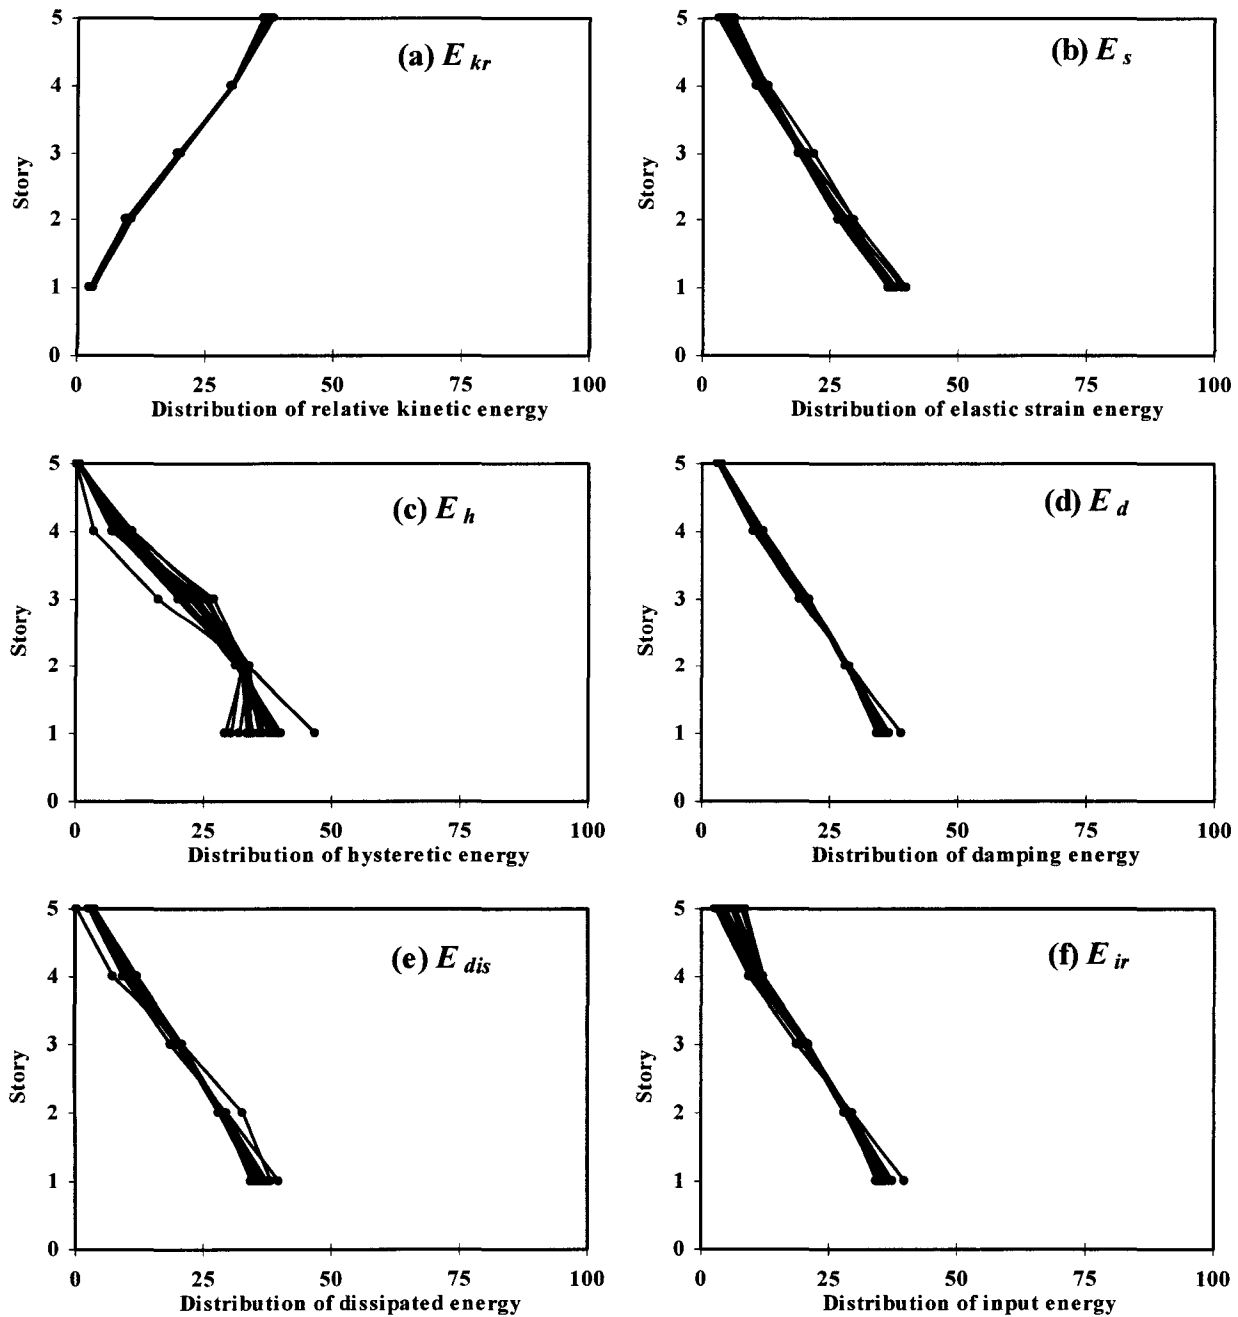 5
4
3
2
1
0
Story
(a) E kr
0 25 50 75 100
Distribution of relative kinetic energy
5
4
3
2
1
0
Story
(b) E s
0 25 50 75 100
Distribution of elastic strain energy
5
4
3
2
1
0
Story
(c) E h
0 25 50 75 100
Distribution of hysteretic energy
5
4
3
2
1
0
Story
(d) E d
0 25 50 75 100
Distribution of damping energy
5
4
3
2
1
0
Story
(e) E dis
0 25 50 75 100
Distribution of dissipated energy
5
4
3
2
1
0
Story
(f) E ir
0 25 50 75 100
Distribution of input energy